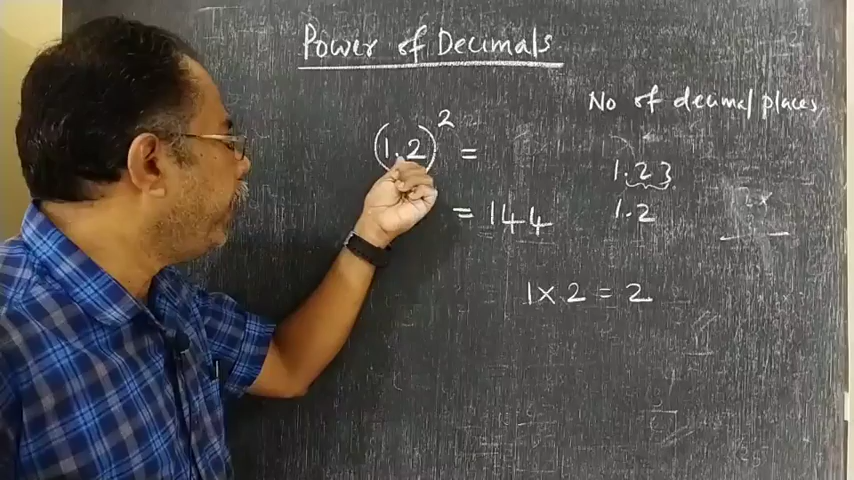 Power of Decimals
No of decimal places
(1.2)2 =
1.23
= 144
1.2
1 x 2 = 2